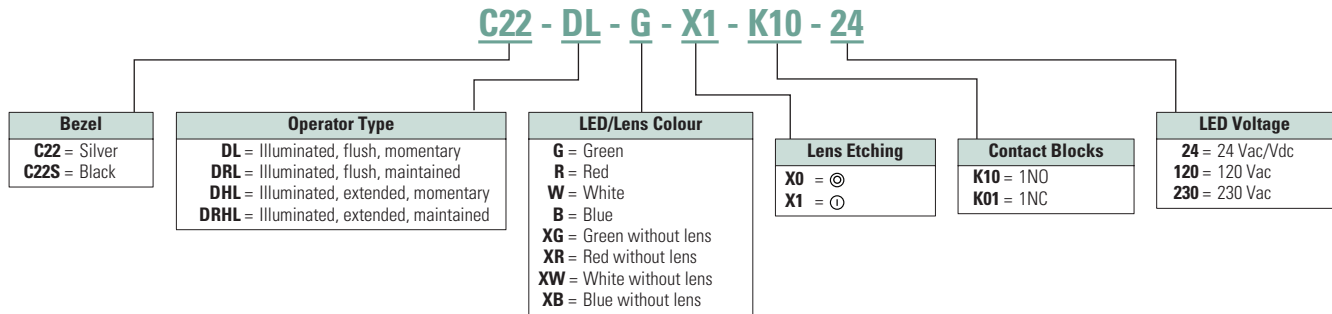 C22 - DL - G - X1 - K10 - 24
Bezel
C22 = Silver
C22S = Black
Operator Type
DL = Illuminated, flush, momentary
DRL = Illuminated, flush, maintained
DHL = Illuminated, extended, momentary
DRHL = Illuminated, extended, maintained
LED/Lens Colour
G = Green
R = Red
W = White
B = Blue
XG = Green without lens
XR = Red without lens
XW = White without lens
XB = Blue without lens
Lens Etching
X0 = ◎
X1 = ⏼
Contact Blocks
K10 = 1NO
K01 = 1NC
LED Voltage
24 = 24 Vac/Vdc
120 = 120 Vac
230 = 230 Vac